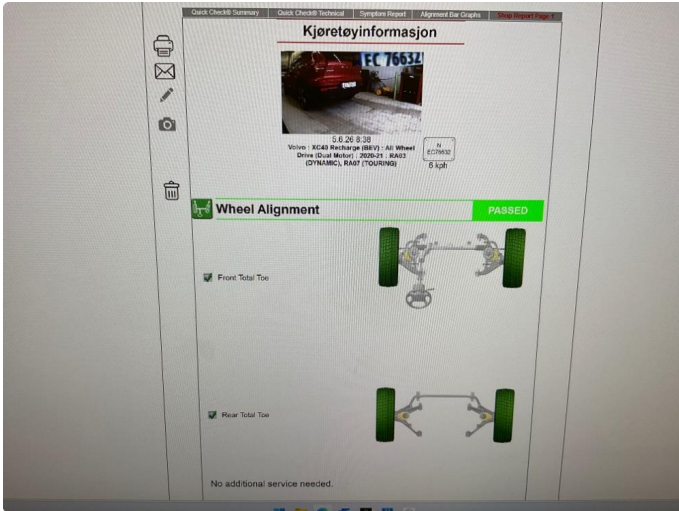 Quick Check® Summary
Quick Check® Technical
Symptom Report
Alignment Bar Graphs
Shop Report Page 1
Kjøretøyinformasjon
EC 76632
5.6.26 8:38
Volvo : XC40 Recharge (BEV) : All Wheel
Drive (Dual Motor) : 2020-21 : RA03
(DYNAMIC), RA07 (TOURING)
N
EC76632
6 kph
Wheel Alignment
PASSED
Front Total Toe
Rear Total Toe
No additional service needed.